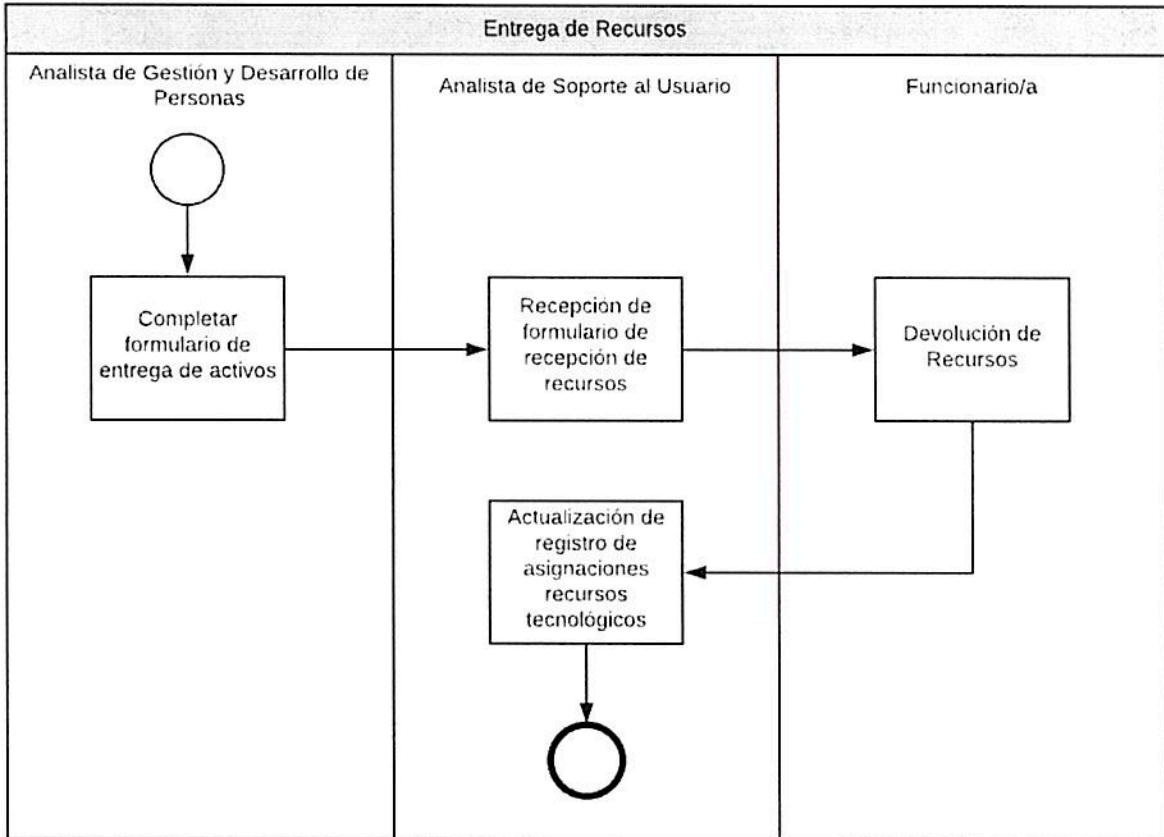 Entrega de Recursos
Analista de Gestión y Desarrollo de
Personas
Analista de Soporte al Usuario
Funcionario/a
Completar
formulario de
entrega de activos
Recepción de
formulario de
recepción de
recursos
Devolución de
Recursos
Actualización de
registro de
asignaciones
recursos
tecnológicos